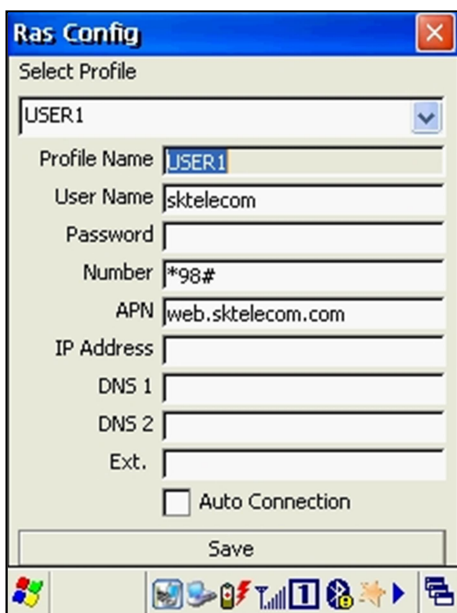 Ras Config
Select Profile
USER1
Profile Name USER1
User Name sktelecom
Password
Number *98#
APN web.sktelecom.com
IP Address
DNS 1
DNS 2
Ext.
Auto Connection
Save
1